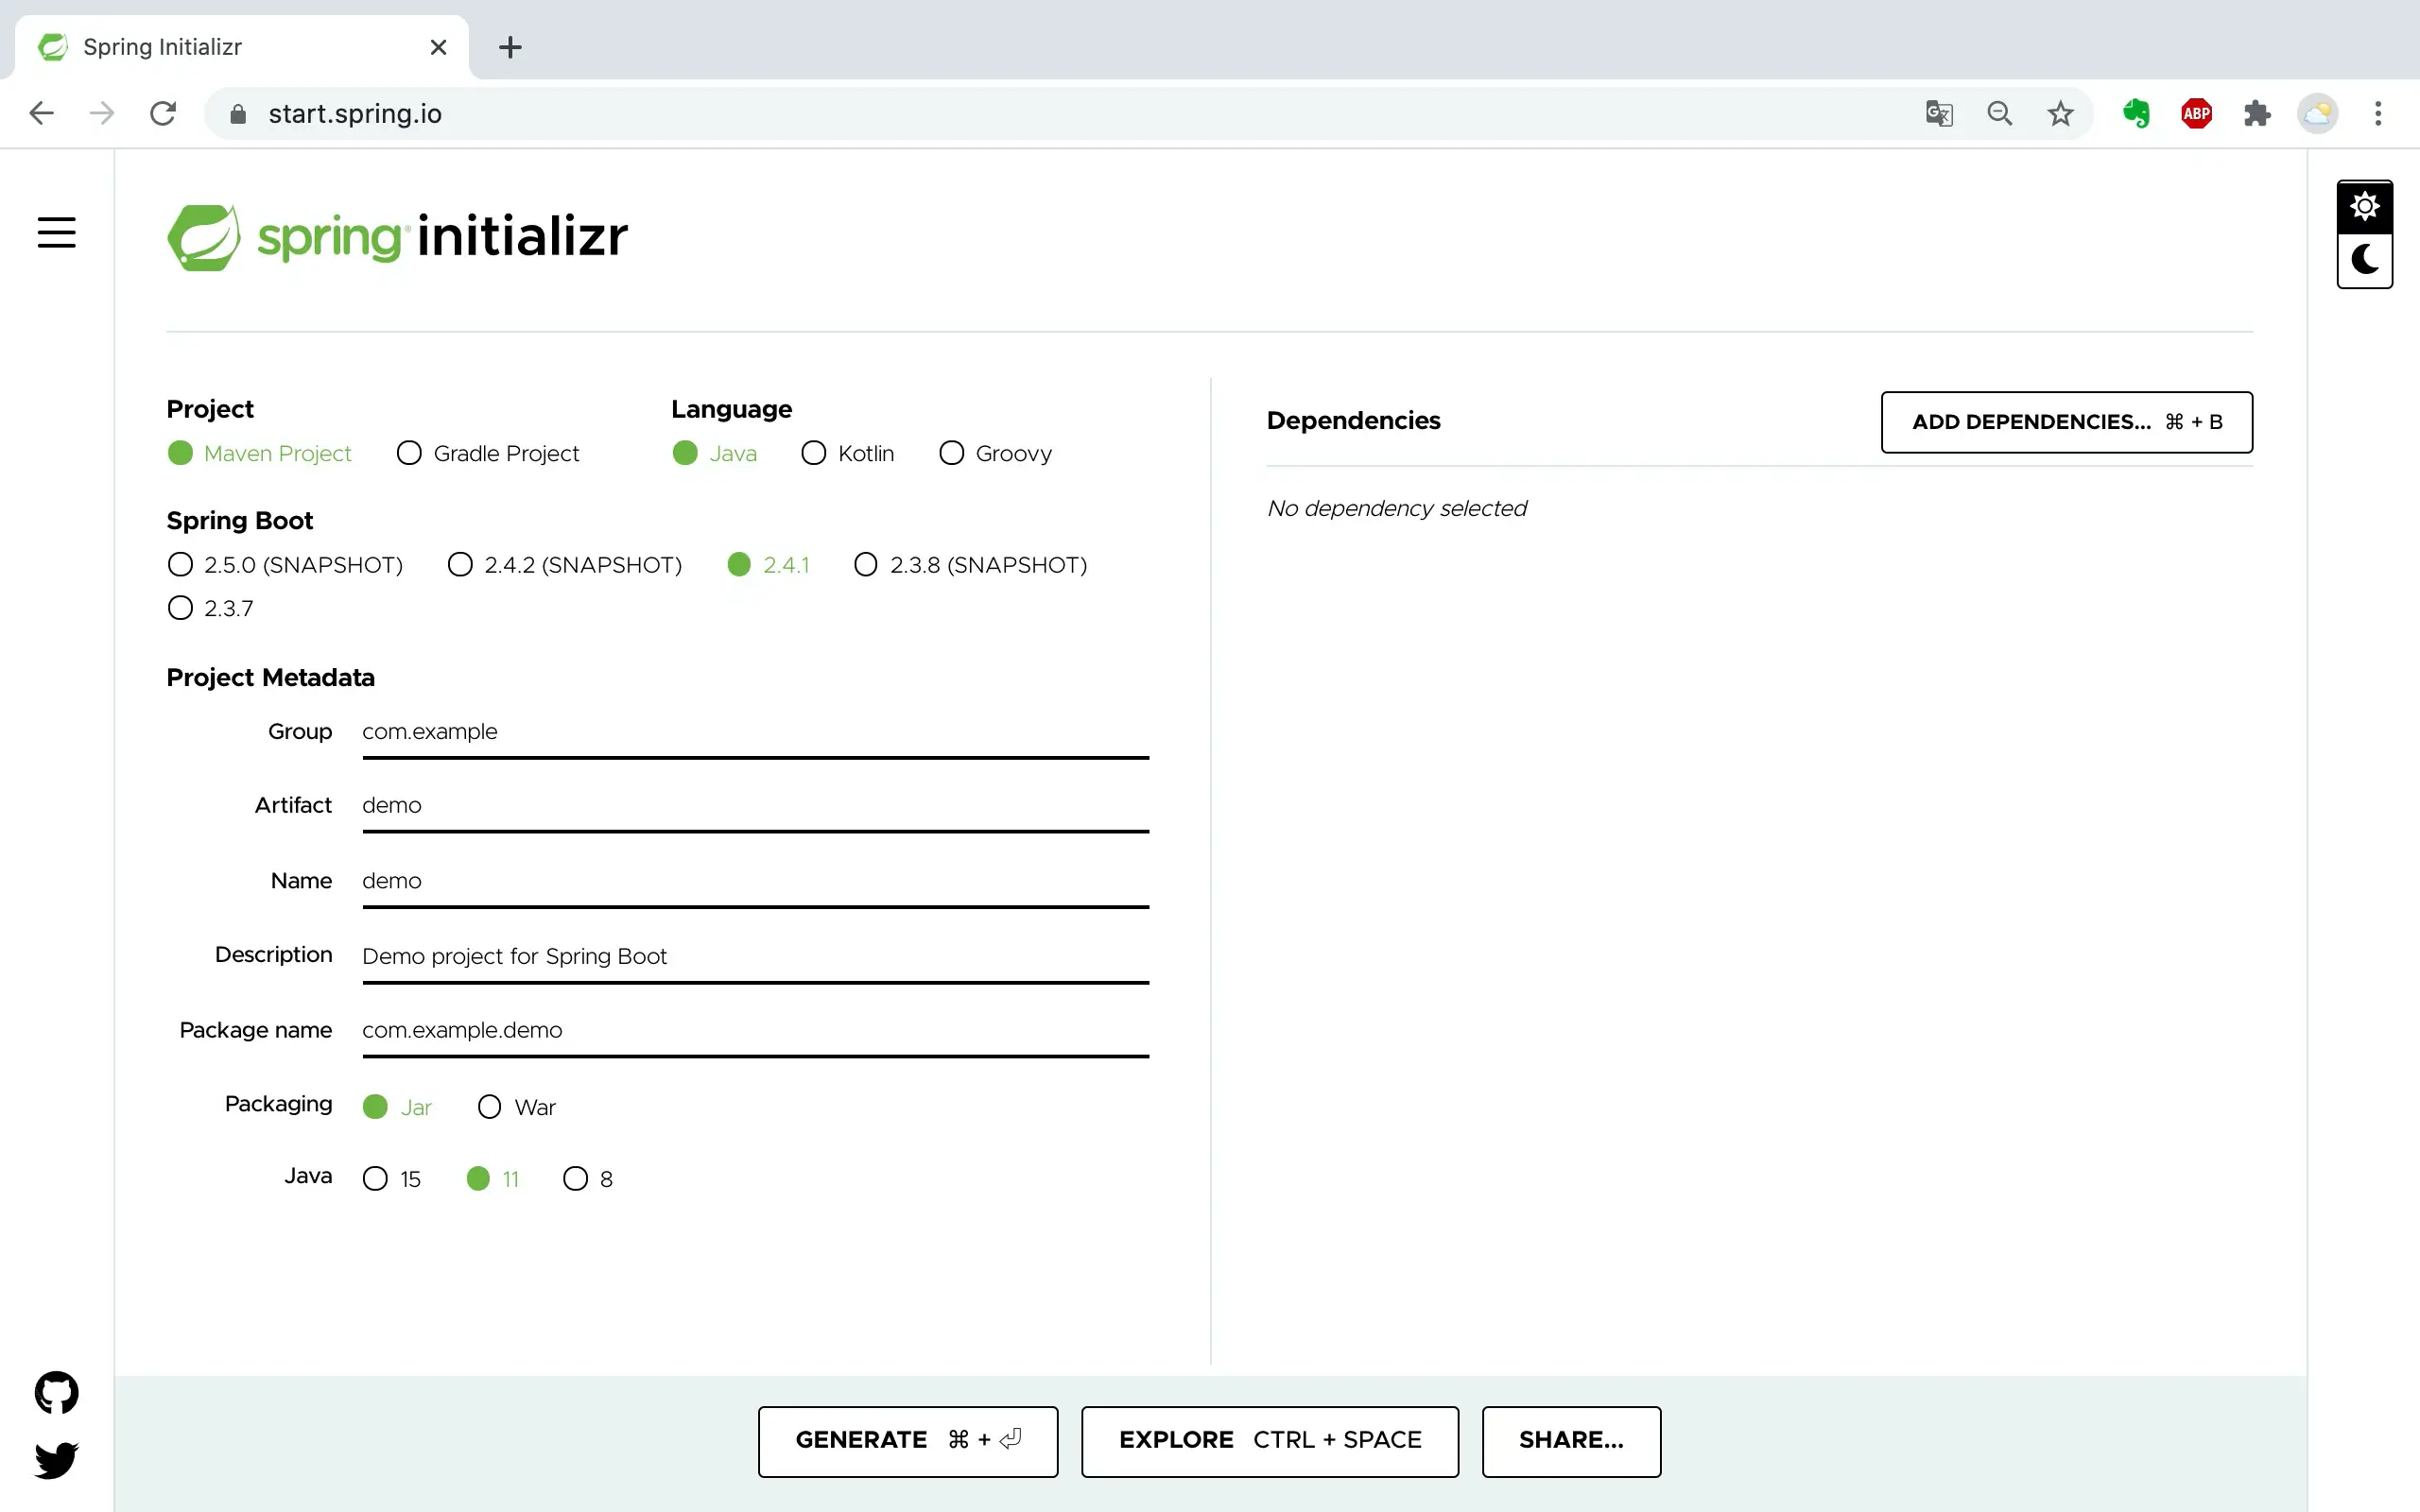 Spring Initializr
start.spring.io
ABP
spring® initializr
Project
Maven Project Gradle Project
Language
Java Kotlin Groovy
Spring Boot
2.5.0 (SNAPSHOT) 2.4.2 (SNAPSHOT) 2.4.1 2.3.8 (SNAPSHOT)
2.3.7
Project Metadata
Group com.example
Artifact demo
Name demo
Description Demo project for Spring Boot
Package name com.example.demo
Packaging Jar War
Java 15 11 8
Dependencies ADD DEPENDENCIES... ⌘ + B
No dependency selected
GENERATE ⌘ + ⏎ EXPLORE CTRL + SPACE SHARE...